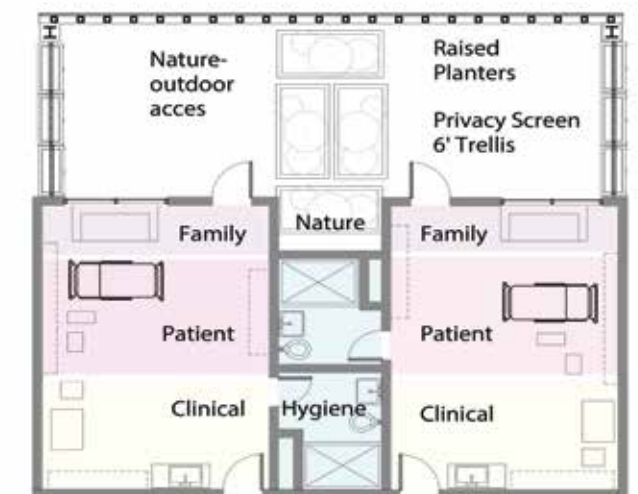 Nature-
outdoor
acces
Raised
Planters
Privacy Screen
6' Trellis
Family
Nature
Family
Patient
Patient
Clinical
Hygiene
Clinical